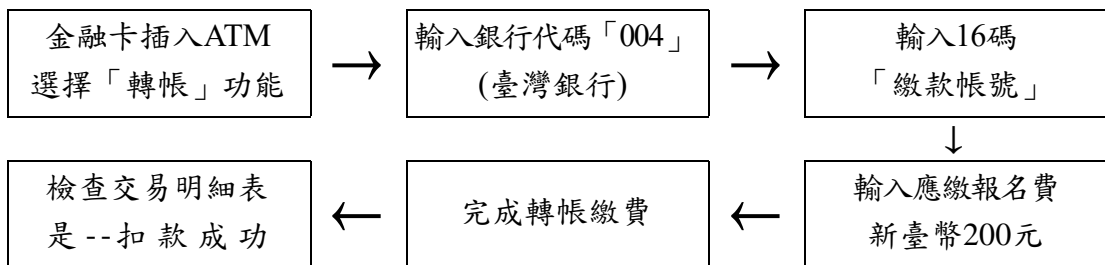 金融卡插入ATM
選擇「轉帳」功能
→
輸入銀行代碼「004」
(臺灣銀行)
→
輸入16碼
「繳款帳號」
↓
輸入應繳報名費
新臺幣200元
←
完成轉帳繳費
←
檢查交易明細表
是--扣款成功